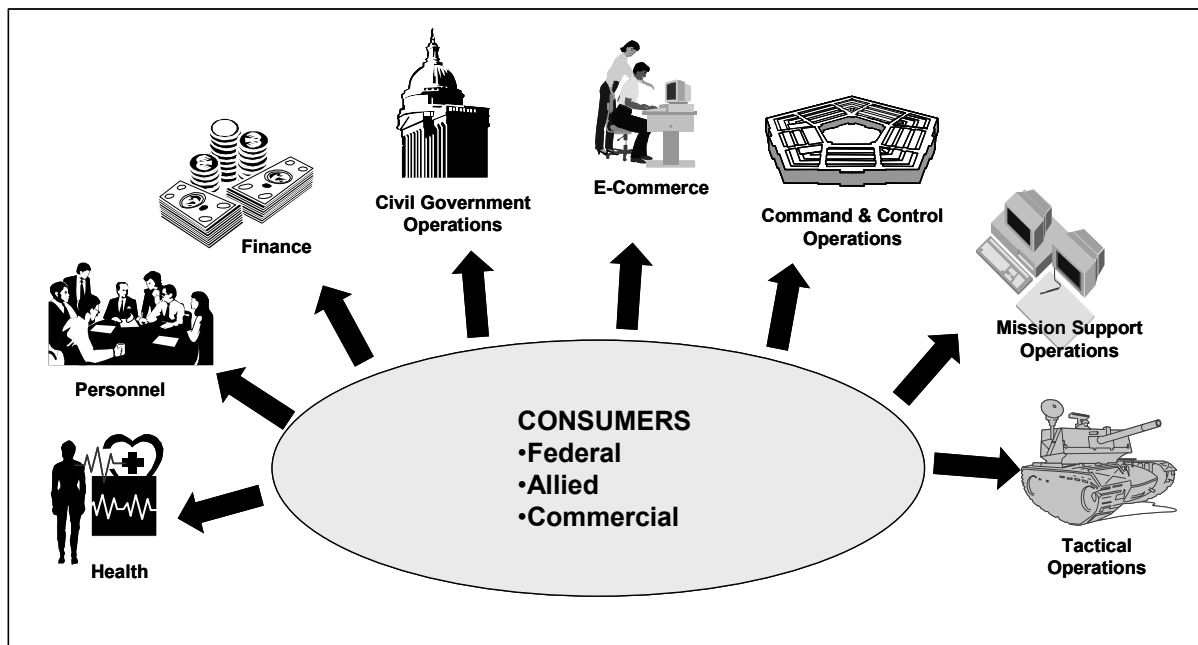 Civil Government
Operations
E-Commerce
Command & Control
Operations
Finance
Mission Support
Operations
Personnel
CONSUMERS
•Federal
•Allied
•Commercial
Health
Tactical
Operations